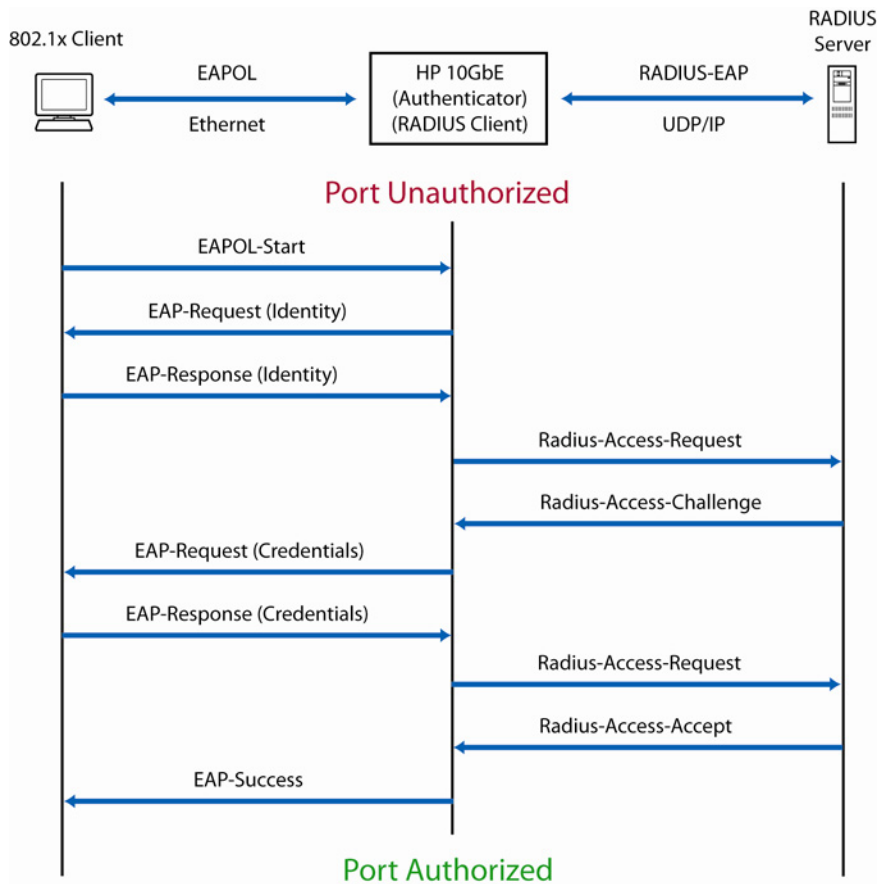 802.1x Client
RADIUS
Server
EAPOL
Ethernet
HP 10GbE
(Authenticator)
(RADIUS Client)
RADIUS-EAP
UDP/IP
Port Unauthorized
EAPOL-Start
EAP-Request (Identity)
EAP-Response (Identity)
Radius-Access-Request
Radius-Access-Challenge
EAP-Request (Credentials)
EAP-Response (Credentials)
Radius-Access-Request
Radius-Access-Accept
EAP-Success
Port Authorized